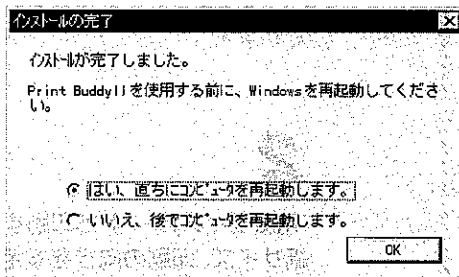 ｲﾝｽﾄｰﾙの完了
ｲﾝｽﾄｰﾙが完了しました。
Print BuddyIIを使用する前に、Windowsを再起動してくださ
い。
はい、直ちにｺﾝﾋﾟｭｰﾀを再起動します。
いいえ、後でｺﾝﾋﾟｭｰﾀを再起動します。
OK